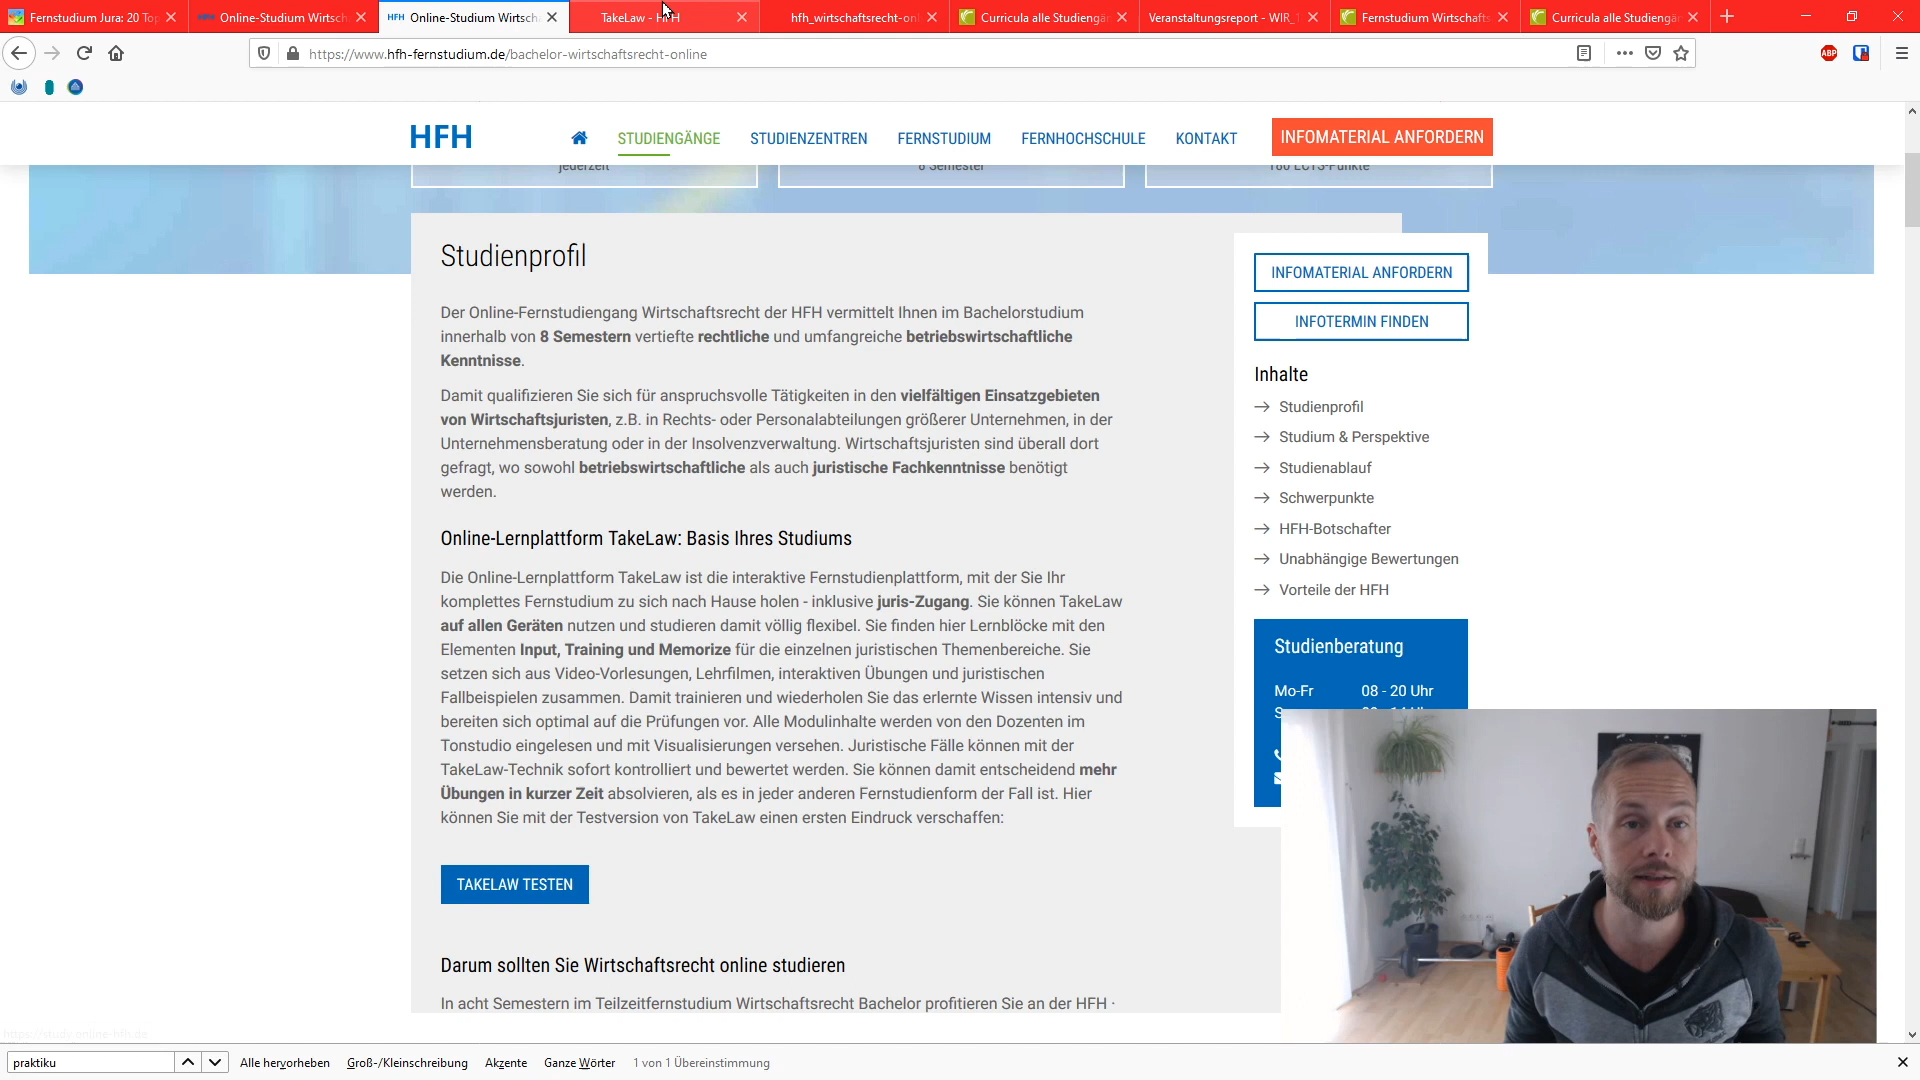 Fernstudium Jura: 20 Top
Online-Studium Wirtsch
HFH Online-Studium Wirtsch
TakeLaw - HFH
hfh_wirtschaftsrecht-onl
Curricula alle Studiengän
Veranstaltungsreport - WIR_
Fernstudium Wirtschafts
Curricula alle Studiengän
https://www.hfh-fernstudium.de/bachelor-wirtschaftsrecht-online
ABP
HFH
STUDIENGÄNGE
STUDIENZENTREN
FERNSTUDIUM
FERNHOCHSCHULE
KONTAKT
INFOMATERIAL ANFORDERN
jederzeit
8 Semester
180 ECTS-Punkte
Studienprofil
Der Online-Fernstudiengang Wirtschaftsrecht der HFH vermittelt Ihnen im Bachelorstudium
innerhalb von 8 Semestern vertiefte rechtliche und umfangreiche betriebswirtschaftliche
Kenntnisse.
Damit qualifizieren Sie sich für anspruchsvolle Tätigkeiten in den vielfältigen Einsatzgebieten
von Wirtschaftsjuristen, z.B. in Rechts- oder Personalabteilungen größerer Unternehmen, in der
Unternehmensberatung oder in der Insolvenzverwaltung. Wirtschaftsjuristen sind überall dort
gefragt, wo sowohl betriebswirtschaftliche als auch juristische Fachkenntnisse benötigt
werden.
Online-Lernplattform TakeLaw: Basis Ihres Studiums
Die Online-Lernplattform TakeLaw ist die interaktive Fernstudienplattform, mit der Sie Ihr
komplettes Fernstudium zu sich nach Hause holen - inklusive juris-Zugang. Sie können TakeLaw
auf allen Geräten nutzen und studieren damit völlig flexibel. Sie finden hier Lernblöcke mit den
Elementen Input, Training und Memorize für die einzelnen juristischen Themenbereiche. Sie
setzen sich aus Video-Vorlesungen, Lehrfilmen, interaktiven Übungen und juristischen
Fallbeispielen zusammen. Damit trainieren und wiederholen Sie das erlernte Wissen intensiv und
bereiten sich optimal auf die Prüfungen vor. Alle Modulinhalte werden von den Dozenten im
Tonstudio eingelesen und mit Visualisierungen versehen. Juristische Fälle können mit der
TakeLaw-Technik sofort kontrolliert und bewertet werden. Sie können damit entscheidend mehr
Übungen in kurzer Zeit absolvieren, als es in jeder anderen Fernstudienform der Fall ist. Hier
können Sie mit der Testversion von TakeLaw einen ersten Eindruck verschaffen:
TAKELAW TESTEN
Darum sollten Sie Wirtschaftsrecht online studieren
In acht Semestern im Teilzeitfernstudium Wirtschaftsrecht Bachelor profitieren Sie an der HFH ·
INFOMATERIAL ANFORDERN
INFOTERMIN FINDEN
Inhalte
Studienprofil
Studium & Perspektive
Studienablauf
Schwerpunkte
HFH-Botschafter
Unabhängige Bewertungen
Vorteile der HFH
Studienberatung
Mo-Fr 08 - 20 Uhr
https://study.online-hfh.de
praktiku
Alle hervorheben
Groß-/Kleinschreibung
Akzente
Ganze Wörter
1 von 1 Übereinstimmung